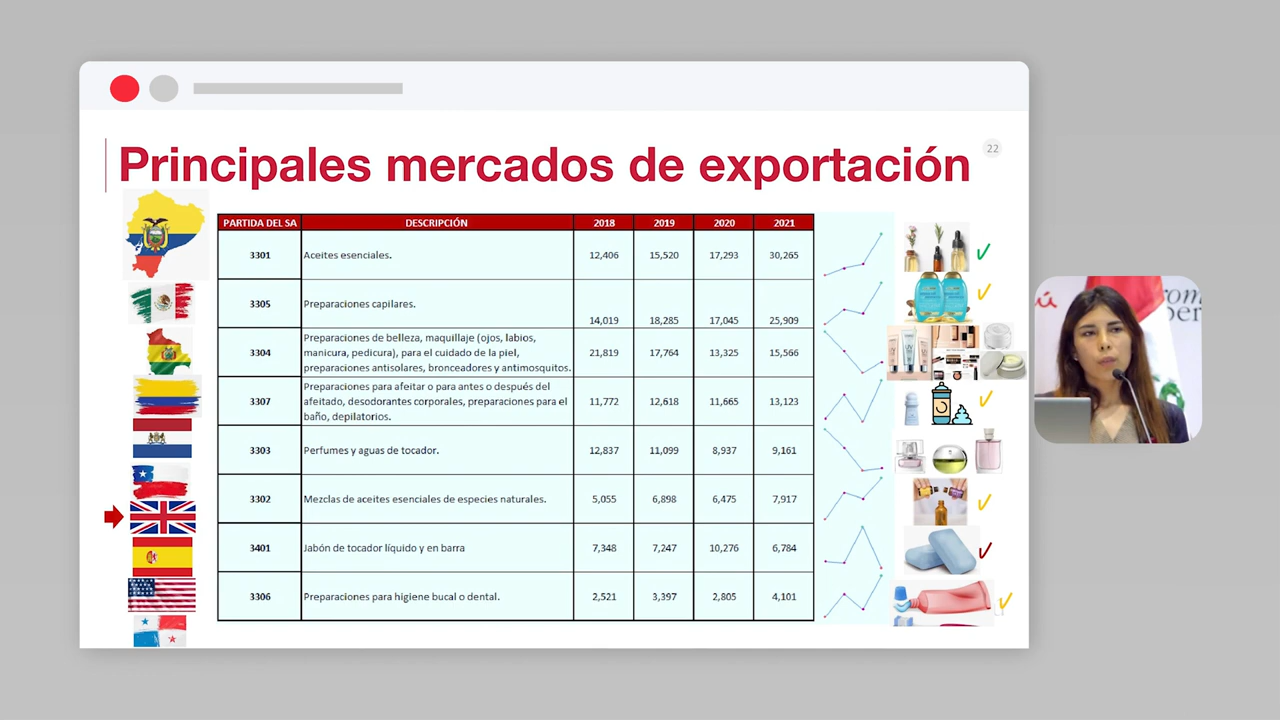 Principales mercados de exportación
22
PARTIDA DEL SA DESCRIPCIÓN 2018 2019 2020 2021
3301 Aceites esenciales. 12,406 15,520 17,293 30,265
3305 Preparaciones capilares. 14,019 18,285 17,045 25,909
3304 Preparaciones de belleza, maquillaje (ojos, labios,
manicura, pedicura), para el cuidado de la piel,
preparaciones antisolares, bronceadores y antimosquitos.
21,819 17,764 13,325 15,566
3307 Preparaciones para afeitar o para antes o después del
afeitado, desodorantes corporales, preparaciones para el
baño, depilatorios.
11,772 12,618 11,665 13,123
3303 Perfumes y aguas de tocador. 12,837 11,099 8,937 9,161
3302 Mezclas de aceites esenciales de especies naturales. 5,055 6,898 6,475 7,917
3401 Jabón de tocador líquido y en barra 7,348 7,247 10,276 6,784
3306 Preparaciones para higiene bucal o dental. 2,521 3,397 2,805 4,101